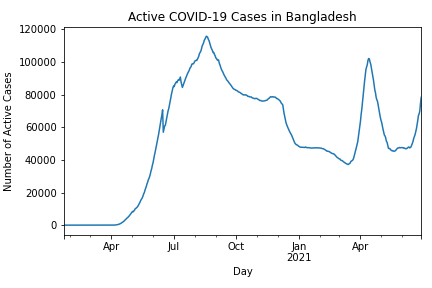 Active COVID-19 Cases in Bangladesh
Number of Active Cases
120000
100000
80000
60000
40000
20000
0
Apr
Jul
Oct
Jan
2021
Apr
Day